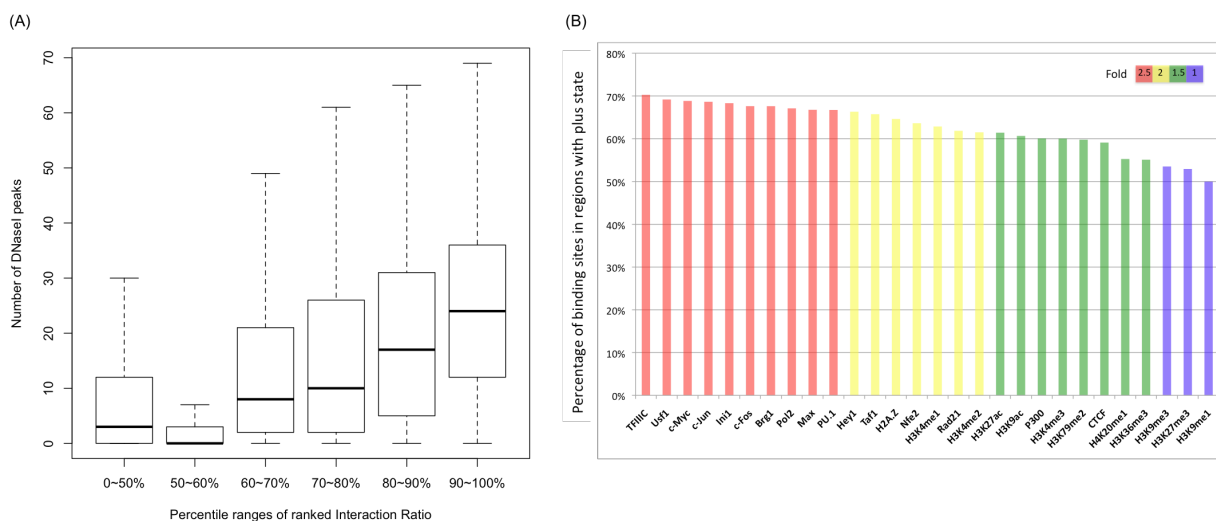 (A)
Number of DNaseI peaks
70
60
50
40
30
20
10
0
0~50%
50~60%
60~70%
70~80%
80~90%
90~100%
Percentile ranges of ranked Interaction Ratio
(B)
Percentage of binding sites in regions with plus state
Fold 2.5 2 1.5 1
80%
70%
60%
50%
40%
30%
20%
10%
0%
TFIIIC
Usf1
c-Myc
c-Jun
Ini1
c-Fos
Brg1
Pol2
Max
PU.1
Hey1
Taf1
H2A.Z
Nfe2
H3K4me1
Rad21
H3K4me2
H3K27ac
H3K9ac
P300
H3K4me3
H3K79me2
CTCF
H4K20me1
H3K36me3
H3K9me3
H3K27me3
H3K9me1